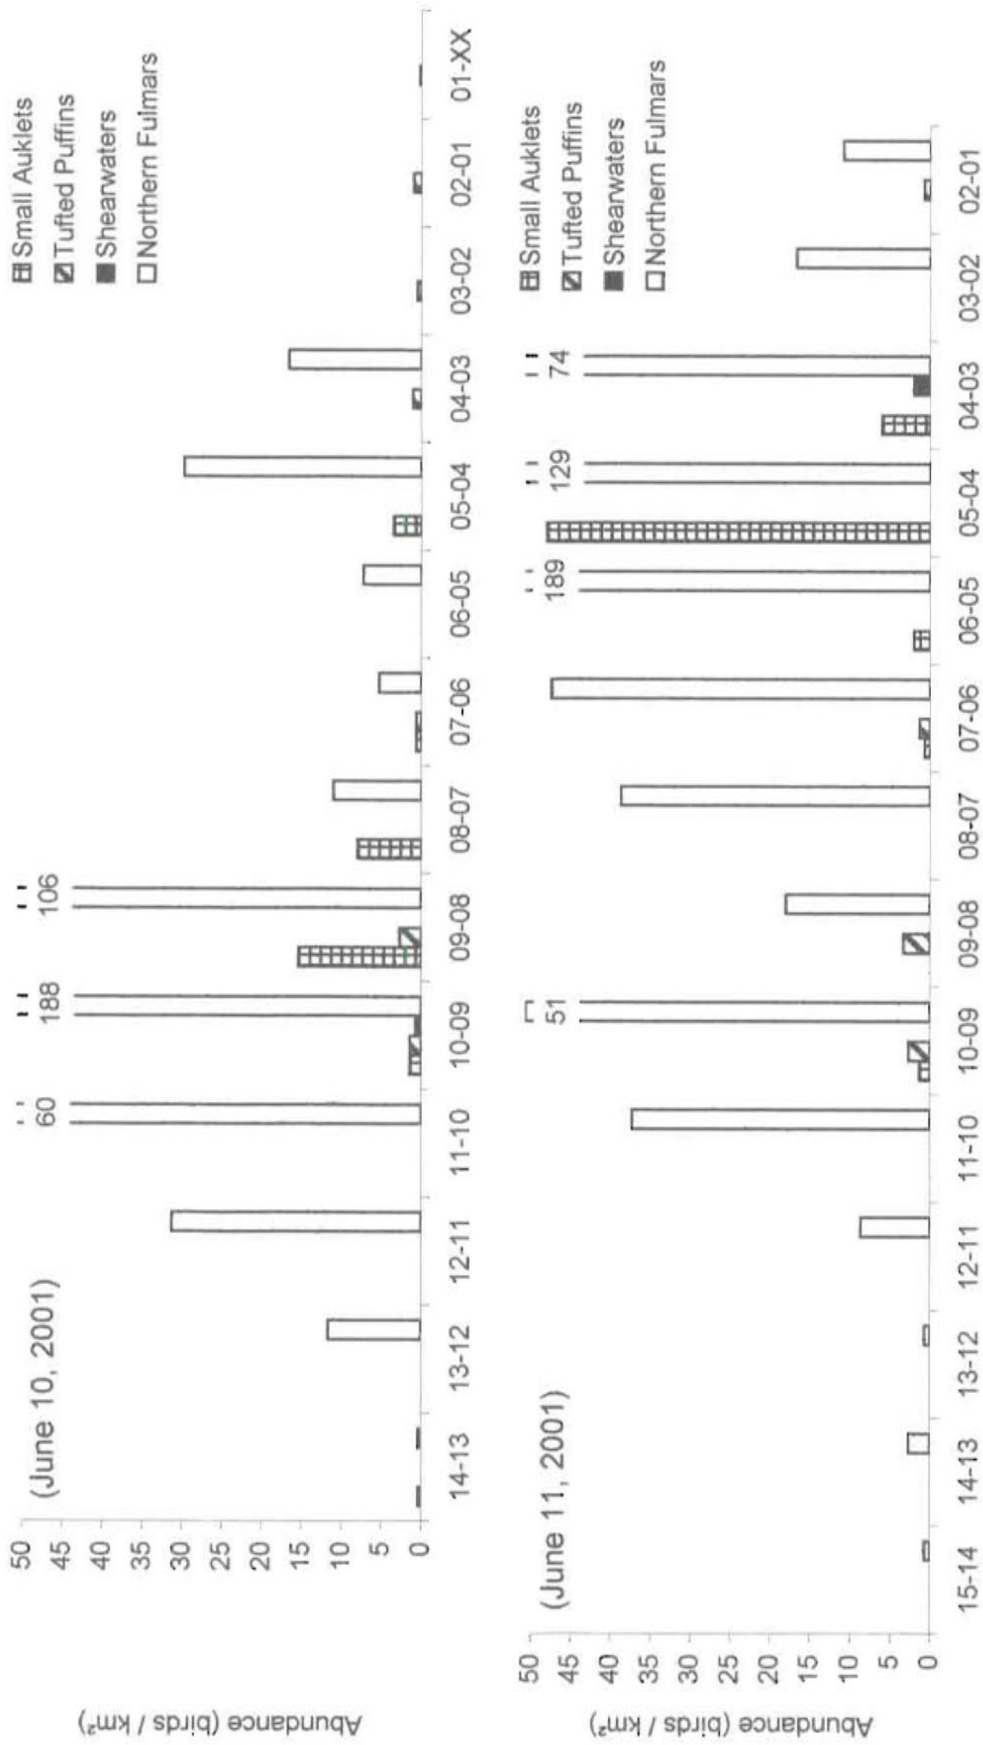 (June 10, 2001)
Small Auklets
Tufted Puffins
Shearwaters
Northern Fulmars
Abundance (birds / km²)
50
45
40
35
30
25
20
15
10
5
0
60
188
106
14-13 13-12 12-11 11-10 10-09 09-08 08-07 07-06 06-05 05-04 04-03 03-02 02-01 01-XX
(June 11, 2001)
Small Auklets
Tufted Puffins
Shearwaters
Northern Fulmars
Abundance (birds / km²)
50
45
40
35
30
25
20
15
10
5
0
51
189
129
74
15-14 14-13 13-12 12-11 11-10 10-09 09-08 08-07 07-06 06-05 05-04 04-03 03-02 02-01